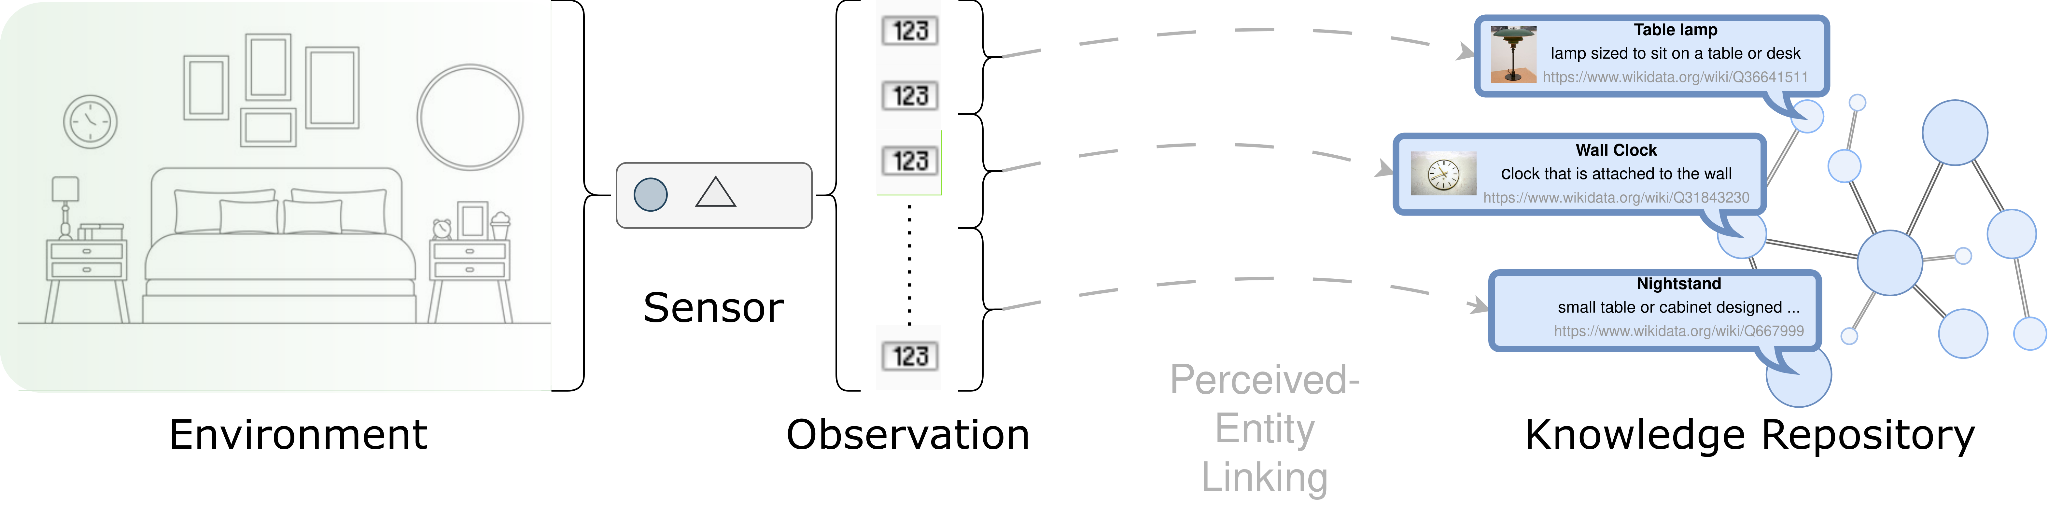 123
123
123
123
Table lamp
lamp sized to sit on a table or desk
https://www.wikidata.org/wiki/Q36641511
Wall Clock
Clock that is attached to the wall
https://www.wikidata.org/wiki/Q31843230
Nightstand
small table or cabinet designed ...
https://www.wikidata.org/wiki/Q667999
Sensor
Perceived-
Entity
Linking
Environment
Observation
Knowledge Repository